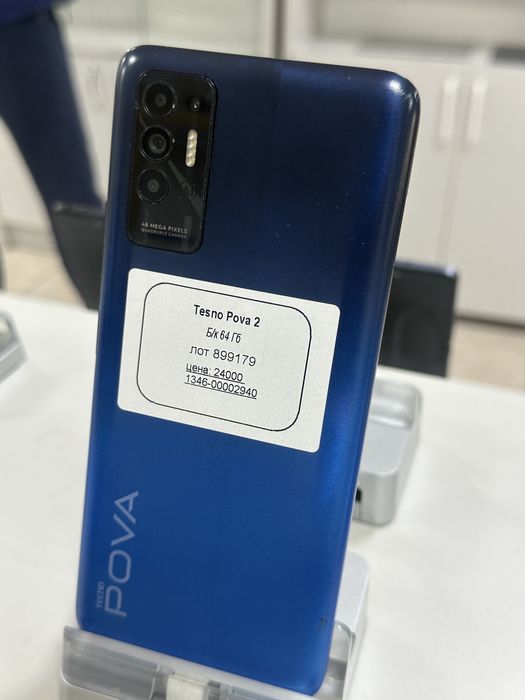 48 MEGA PIXELS
QUADRUPLE CAMERA
Tesno Pova 2
Б/к 64 Гб
лот 899179
цена: 24000
1346-00002940
TECNO
POVA